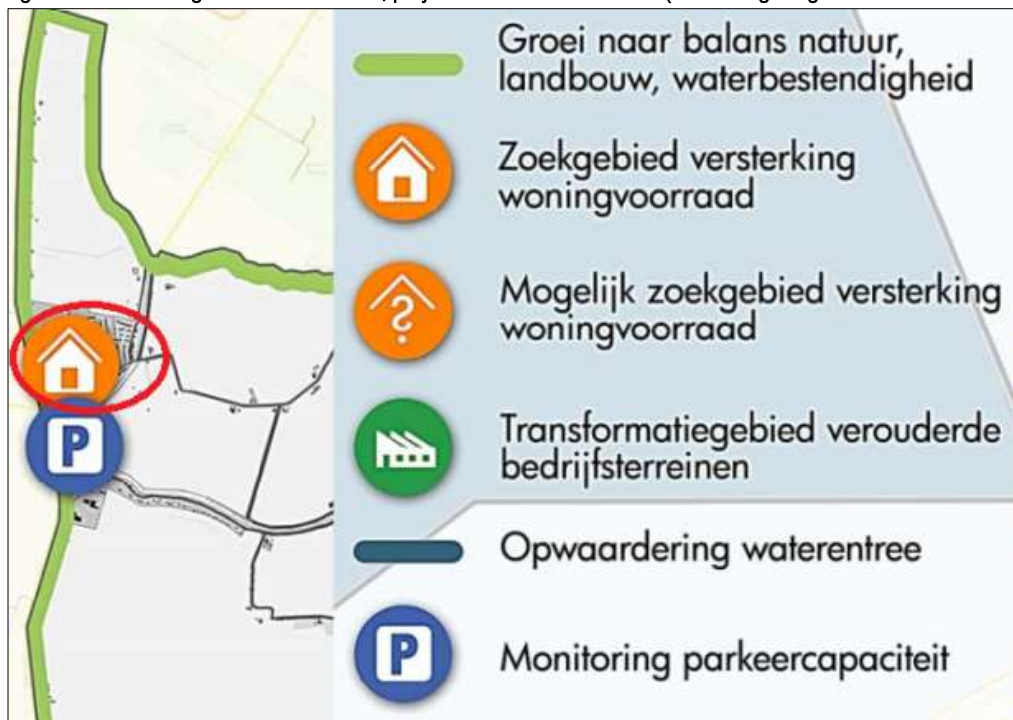 Groei naar balans natuur,
landbouw, waterbestendigheid
Zoekgebied versterking
woningvoorraad
Mogelijk zoekgebied versterking
woningvoorraad
Transformatiegebied verouderde
bedrijfsterreinen
Opwaardering waterentree
P
P
Monitoring parkeercapaciteit